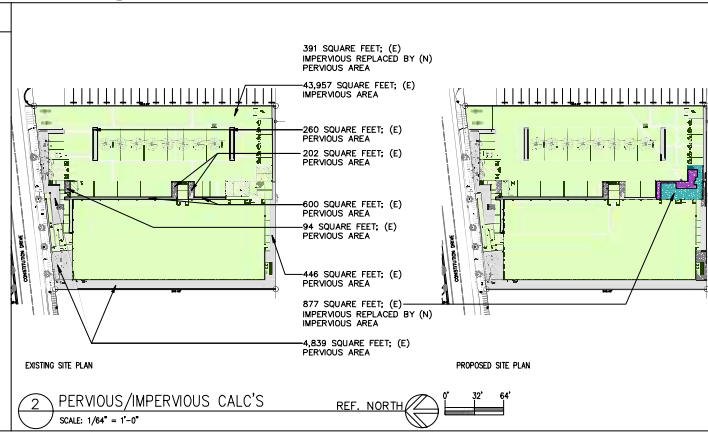 391 SQUARE FEET; (E)
IMPERVIOUS REPLACED BY (N)
PERVIOUS AREA
43,957 SQUARE FEET; (E)
IMPERVIOUS AREA
260 SQUARE FEET; (E)
PERVIOUS AREA
202 SQUARE FEET; (E)
PERVIOUS AREA
600 SQUARE FEET; (E)
PERVIOUS AREA
94 SQUARE FEET; (E)
PERVIOUS AREA
446 SQUARE FEET; (E)
PERVIOUS AREA
877 SQUARE FEET; (E)
IMPERVIOUS REPLACED BY (N)
IMPERVIOUS AREA
4,839 SQUARE FEET; (E)
PERVIOUS AREA
CONSTITUTION DRIVE
CONSTITUTION DRIVE
EXISTING SITE PLAN
PROPOSED SITE PLAN
2 PERVIOUS/IMPERVIOUS CALC'S
SCALE: 1/64" = 1'-0"
REF. NORTH
0' 32' 64'